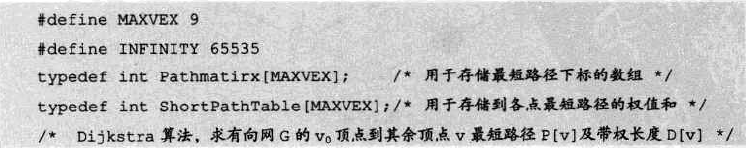 #define MAXVEX 9
#define INFINITY 65535
typedef int Pathmatirx[MAXVEX]; /* 用于存储最短路径下标的数组 */
typedef int ShortPathTable[MAXVEX];/* 用于存储到各点最短路径的权值和 */
/* Dijkstra 算法，求有向网 G 的 v₀ 顶点到其余顶点 v 最短路径 P[v]及带权长度 D[v] */